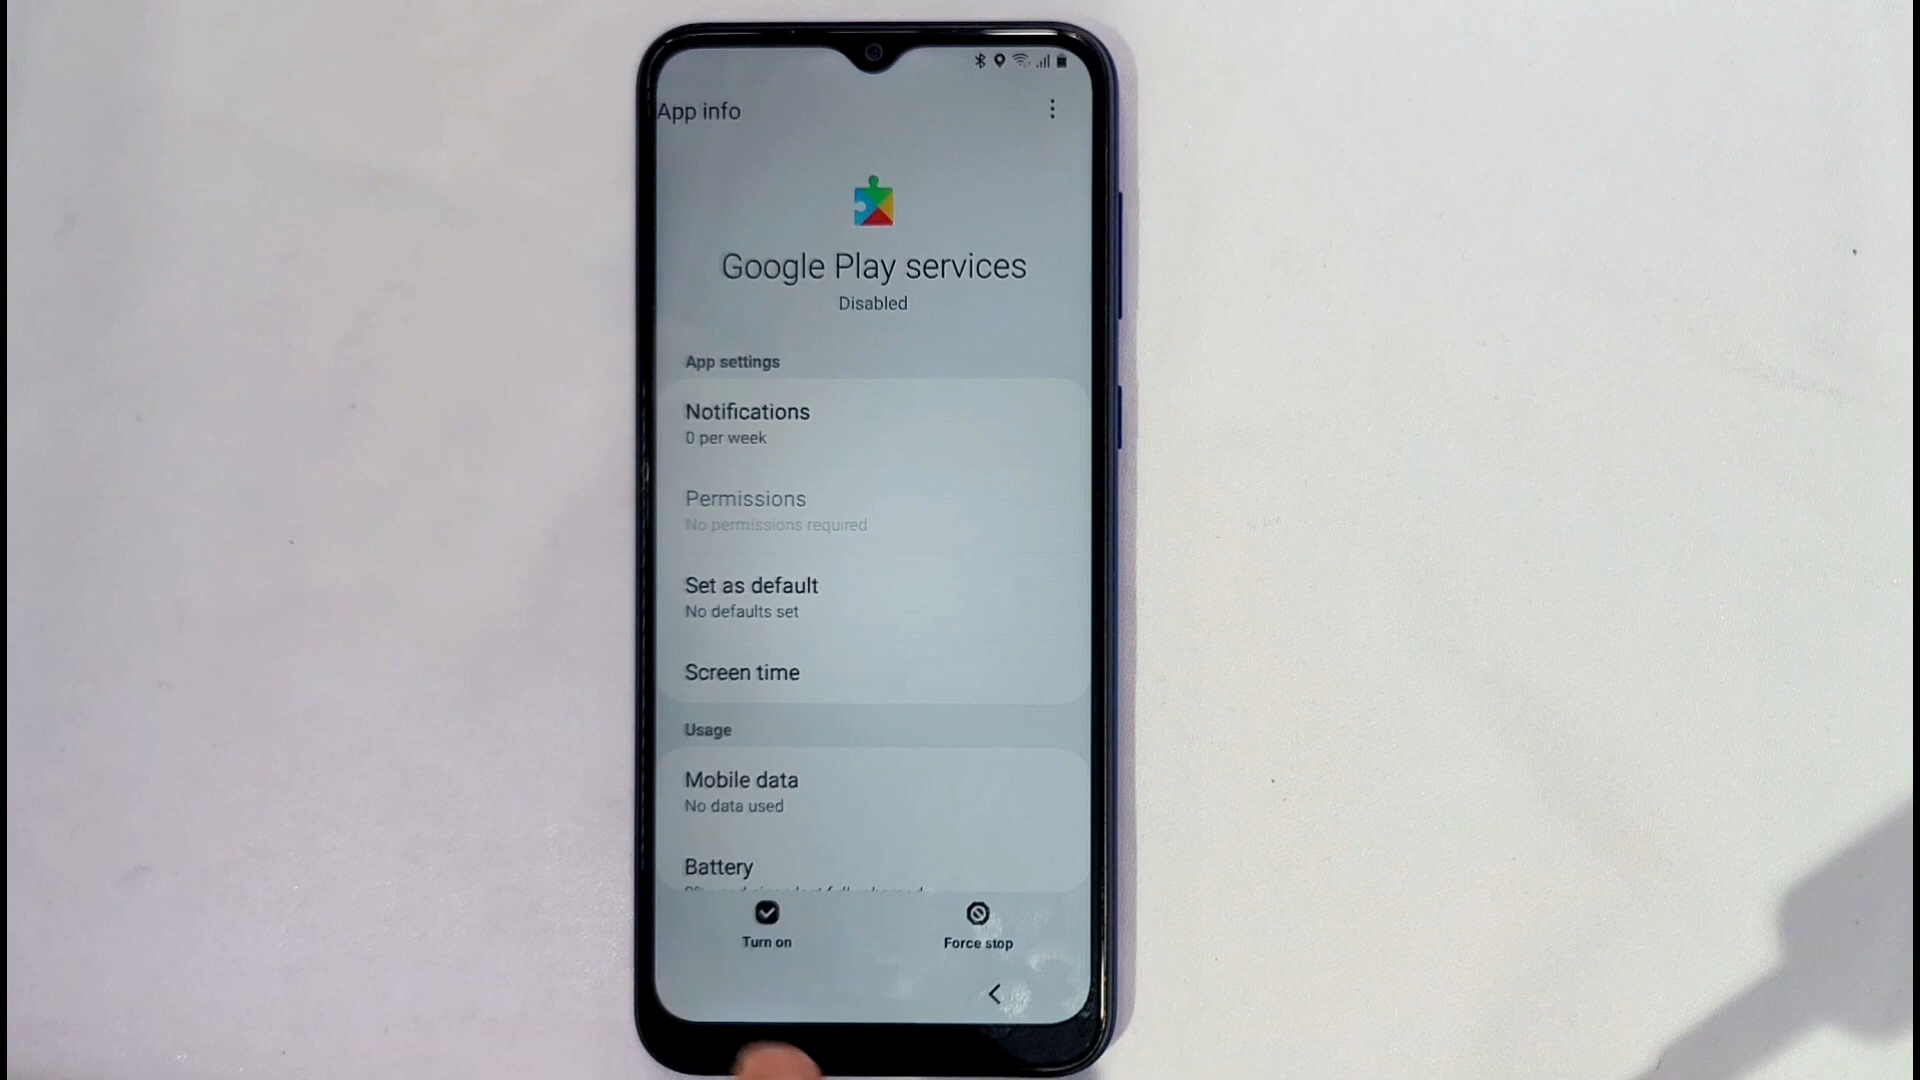 App info
Google Play services
Disabled
App settings
Notifications
0 per week
Permissions
No permissions required
Set as default
No defaults set
Screen time
Usage
Mobile data
No data used
Battery
Turn on
Force stop